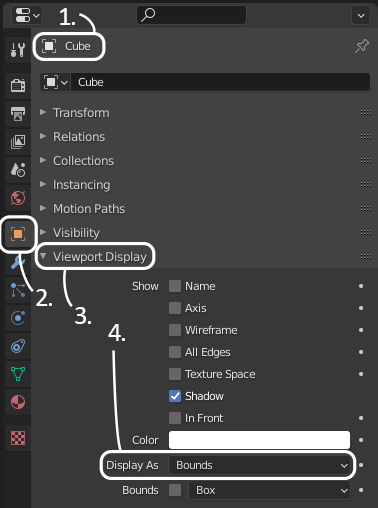 1.
Cube
Cube
Transform
Relations
Collections
Instancing
Motion Paths
Visibility
Viewport Display
2.
3.
4.
Show Name
Axis
Wireframe
All Edges
Texture Space
Shadow
In Front
Color
Display As Bounds
Bounds Box